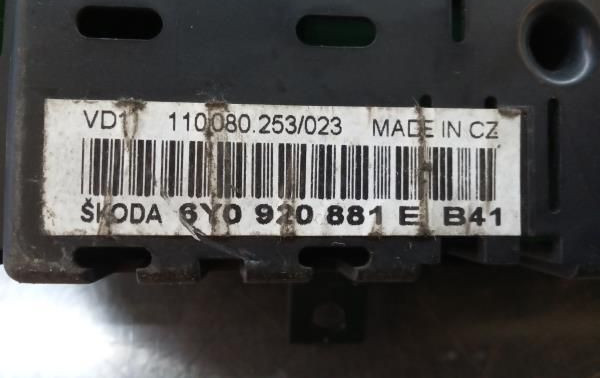 VD1 110.080.253/023 MADE IN CZ
ŠKODA 6Y0 920 881 E B41